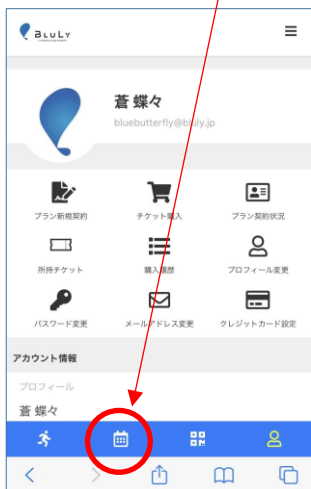 BLULY
蒼 蝶々
bluebutterfly@bluly.jp
プラン新規契約
チケット購入
プラン契約状況
所持チケット
購入履歴
プロフィール変更
パスワード変更
メールアドレス変更
クレジットカード設定
アカウント情報
プロフィール
蒼 蝶々